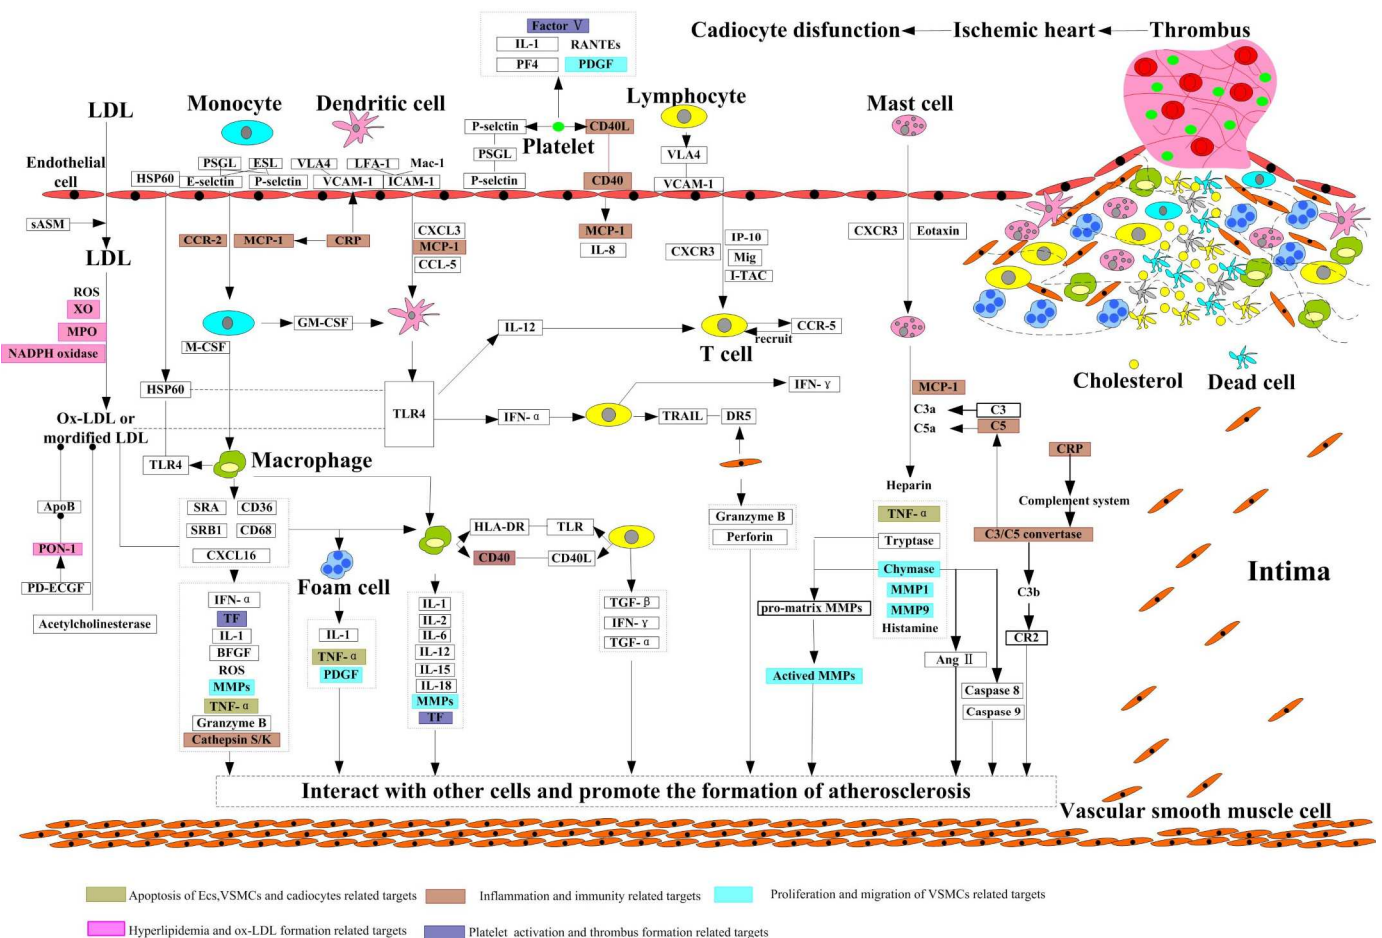 Factor V
IL-1 RANTEs
PF4 PDGF
Cadiocyte disfunction Ischemic heart Thrombus
LDL Monocyte Dendritic cell Lymphocyte Mast cell
P-selctin CD40L
Platelet
PSGL
VLA4
Endothelial
cell
HSP60
PSGL ESL VLA4 LFA-1 Mac-1
E-selctin P-selctin VCAM-1 ICAM-1
P-selctin CD40 VCAM-1
sASM
CCR-2 MCP-1 CRP
CXCL3
MCP-1
CCL-5
MCP-1
IL-8
CXCR3
IP-10
Mig
I-TAC
CXCR3 Eotaxin
LDL
ROS
XO
MPO
NADPH oxidase
GM-CSF
M-CSF
IL-12
T cell
CCR-5
recruit
HSP60
TLR4
IFN-γ
IFN-α
TRAIL DR5
MCP-1
C3a C3
C5a C5
Cholesterol Dead cell
Ox-LDL or
mordified LDL
TLR4
Macrophage
CRP
Heparin
Complement system
ApoB
SRA CD36
SRB1 CD68
CXCL16
HLA-DR TLR
CD40 CD40L
Granzyme B
Perforin
TNF-α
Tryptase
Chymase
MMP1
MMP9
Histamine
C3/C5 convertase
PON-1
PD-ECGF
Acetylcholinesterase
Foam cell
Intima
C3b
CR2
pro-matrix MMPs
IFN-α
TF
IL-1
BFGF
ROS
MMPs
TNF-α
Granzyme B
Cathepsin S/K
IL-1
TNF-α
PDGF
IL-1
IL-2
IL-6
IL-12
IL-15
IL-18
MMPs
TF
TGF-β
IFN-γ
TGF-α
Actived MMPs
Ang II
Caspase 8
Caspase 9
Interact with other cells and promote the formation of atherosclerosis
Vascular smooth muscle cell
Apoptosis of Ecs,VSMCs and cadiocytes related targets
Inflammation and immunity related targets
Proliferation and migration of VSMCs related targets
Hyperlipidemia and ox-LDL formation related targets
Platelet activation and thrombus formation related targets